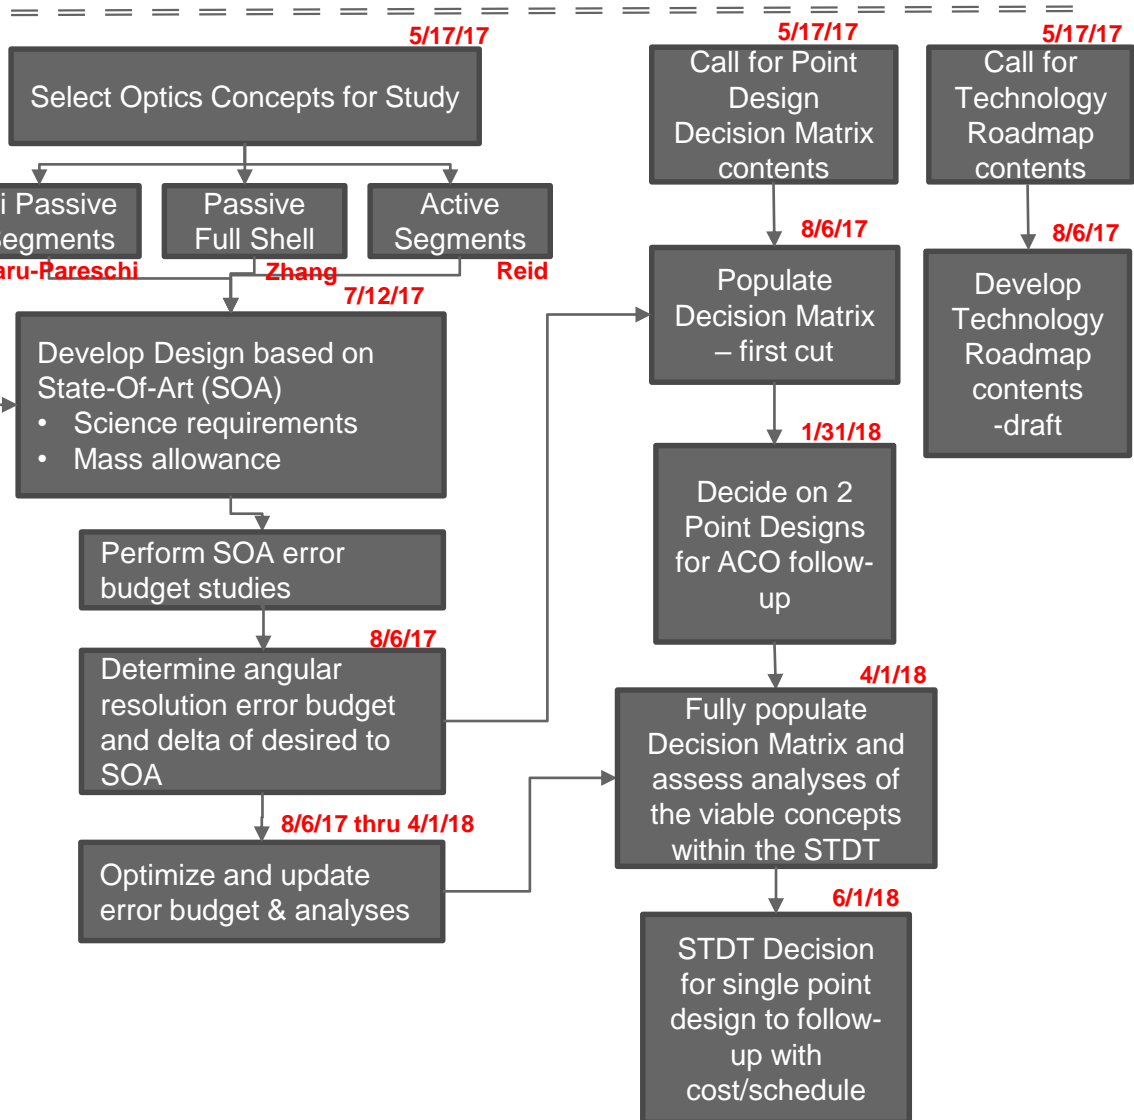 5/17/17
Select Optics Concepts for Study
Passive
Segments
Passive
Full Shell
Zhang
Active
Segments
Reid
7/12/17
Develop Design based on
State-Of-Art (SOA)
• Science requirements
• Mass allowance
Perform SOA error
budget studies
8/6/17
Determine angular
resolution error budget
and delta of desired to
SOA
8/6/17 thru 4/1/18
Optimize and update
error budget & analyses
5/17/17
Call for Point
Design
Decision Matrix
contents
8/6/17
Populate
Decision Matrix
– first cut
1/31/18
Decide on 2
Point Designs
for ACO follow-
up
4/1/18
Fully populate
Decision Matrix and
assess analyses of
the viable concepts
within the STDT
6/1/18
STDT Decision
for single point
design to follow-
up with
cost/schedule
5/17/17
Call for
Technology
Roadmap
contents
8/6/17
Develop
Technology
Roadmap
contents
-draft